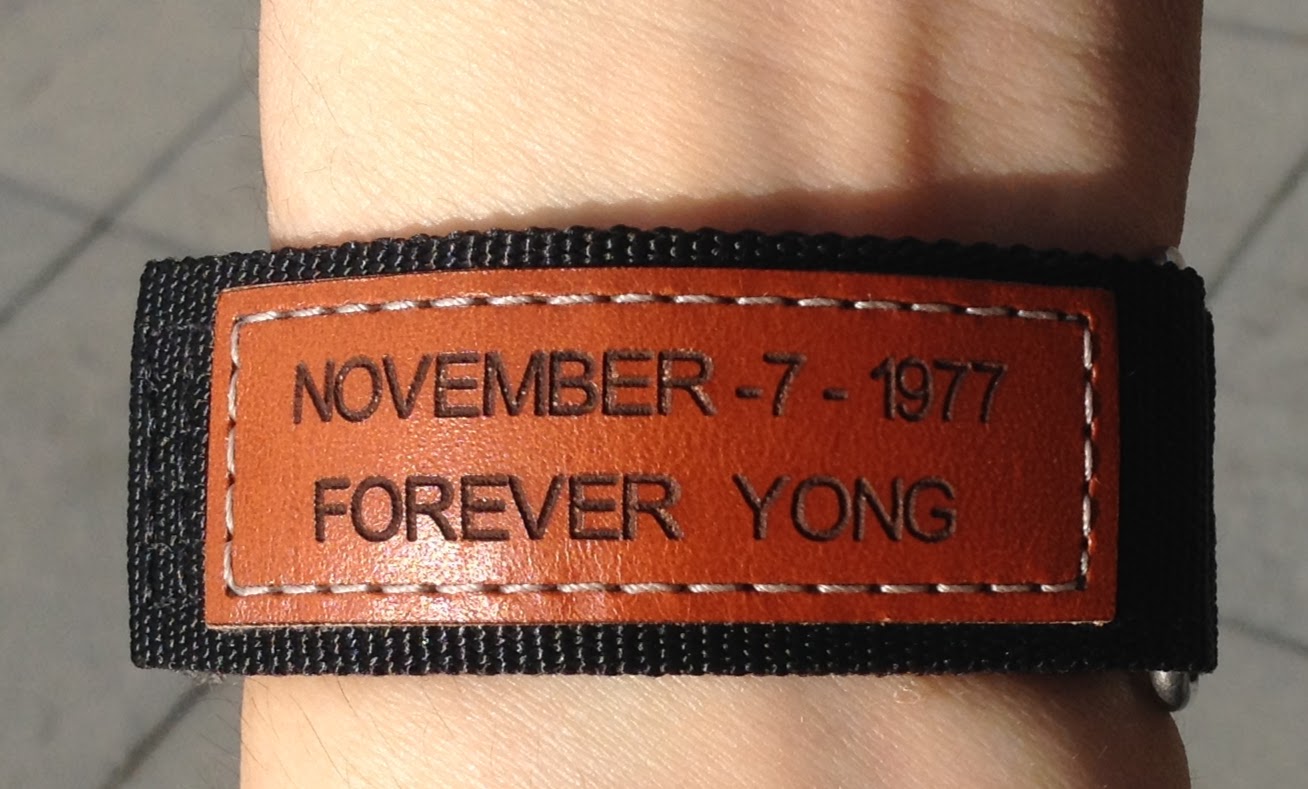 NOVEMBER -7 - 1977
FOREVER YONG